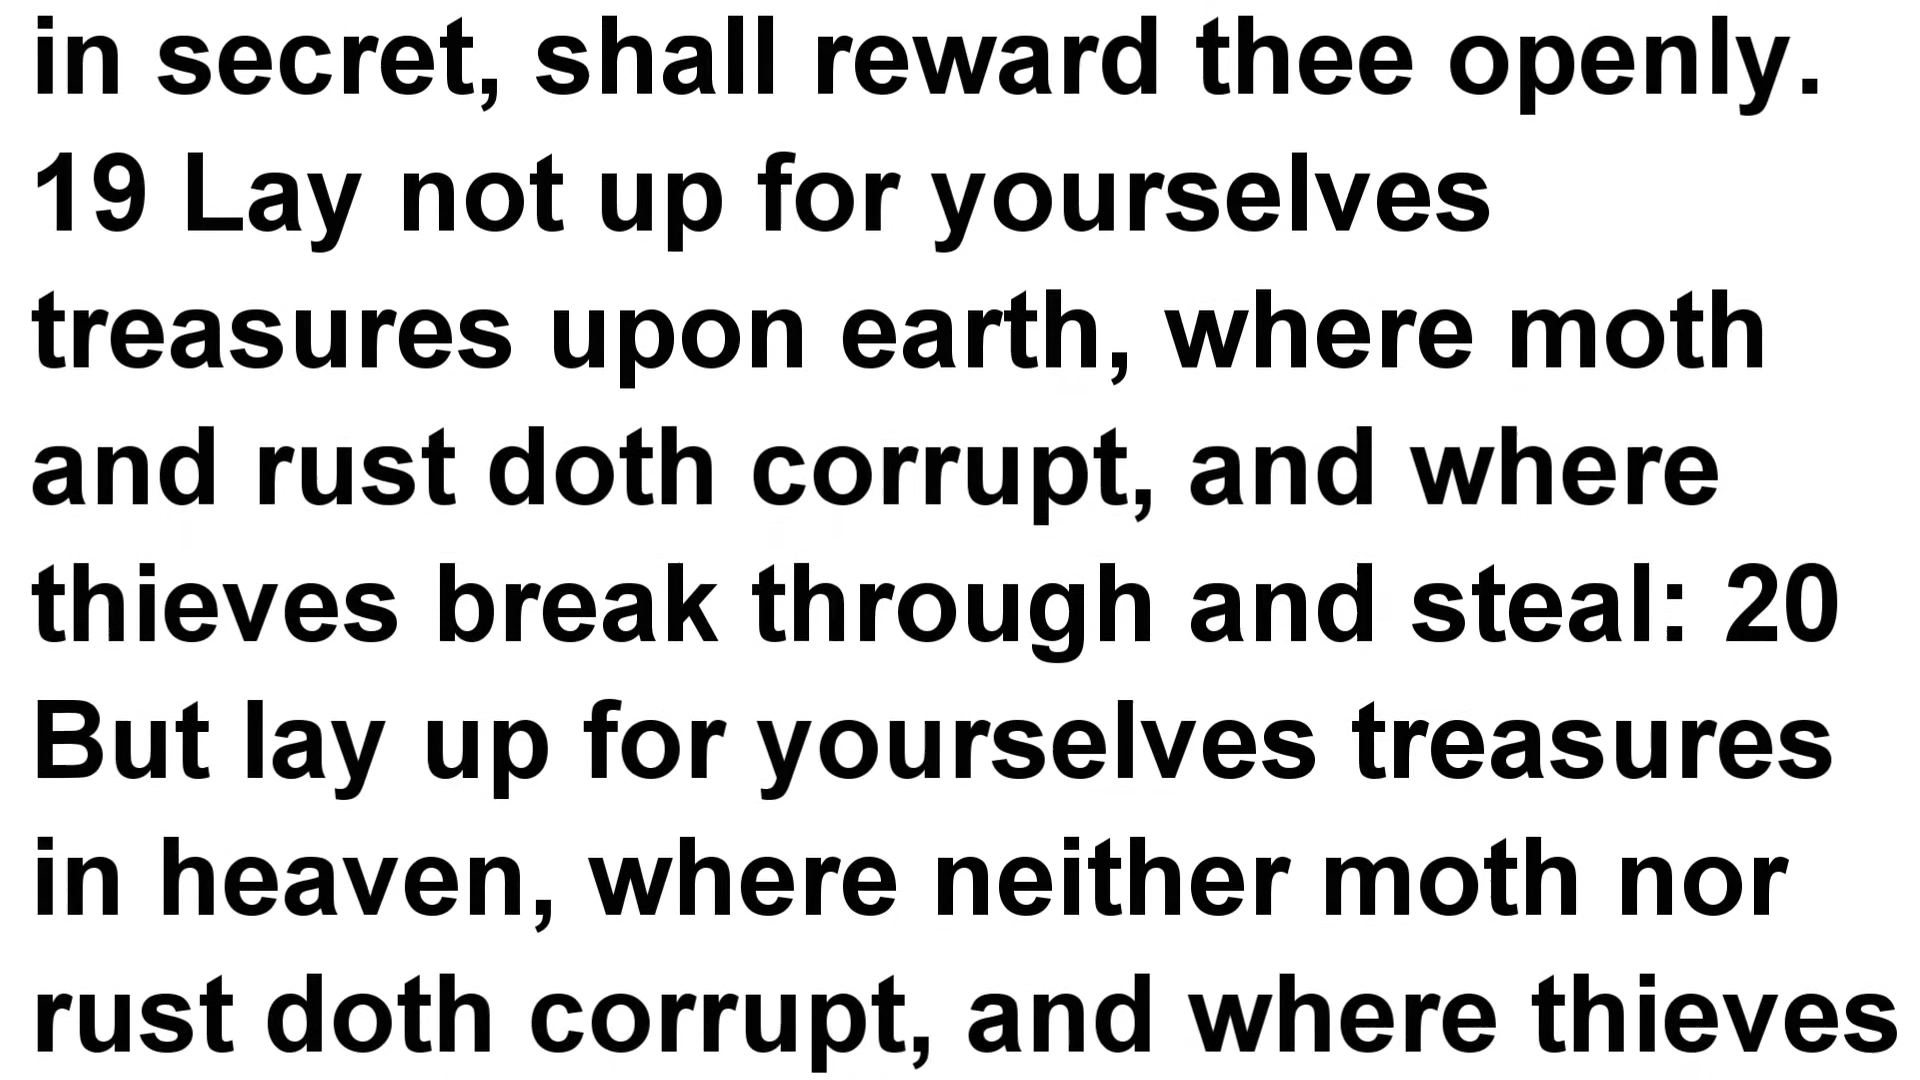 in secret, shall reward thee openly.
19 Lay not up for yourselves
treasures upon earth, where moth
and rust doth corrupt, and where
thieves break through and steal: 20
But lay up for yourselves treasures
in heaven, where neither moth nor
rust doth corrupt, and where thieves